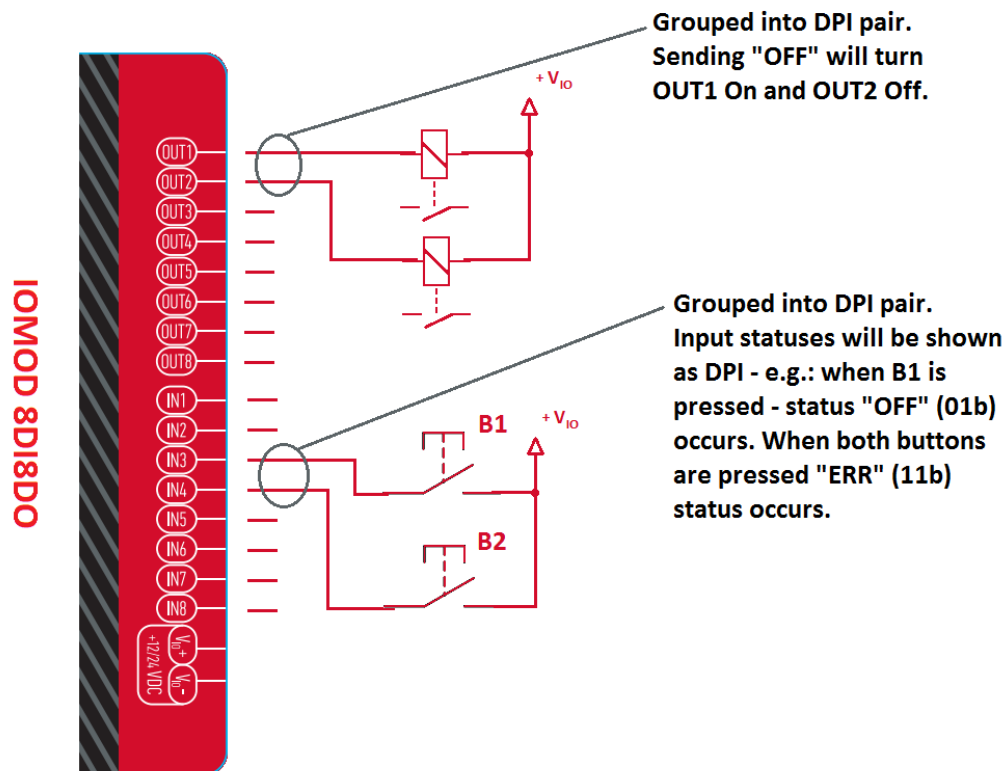 Grouped into DPI pair.
Sending "OFF" will turn
OUT1 On and OUT2 Off.
+ VIO
OUT1
OUT2
OUT3
OUT4
OUT5
OUT6
OUT7
OUT8
IOMOD 8DI8DO
Grouped into DPI pair.
Input statuses will be shown
as DPI - e.g.: when B1 is
pressed - status "OFF" (01b)
occurs. When both buttons
are pressed "ERR" (11b)
status occurs.
IN1
IN2
IN3
IN4
IN5
IN6
IN7
IN8
B1
+ VIO
B2
VIO +
VIO -
+12/24 VDC